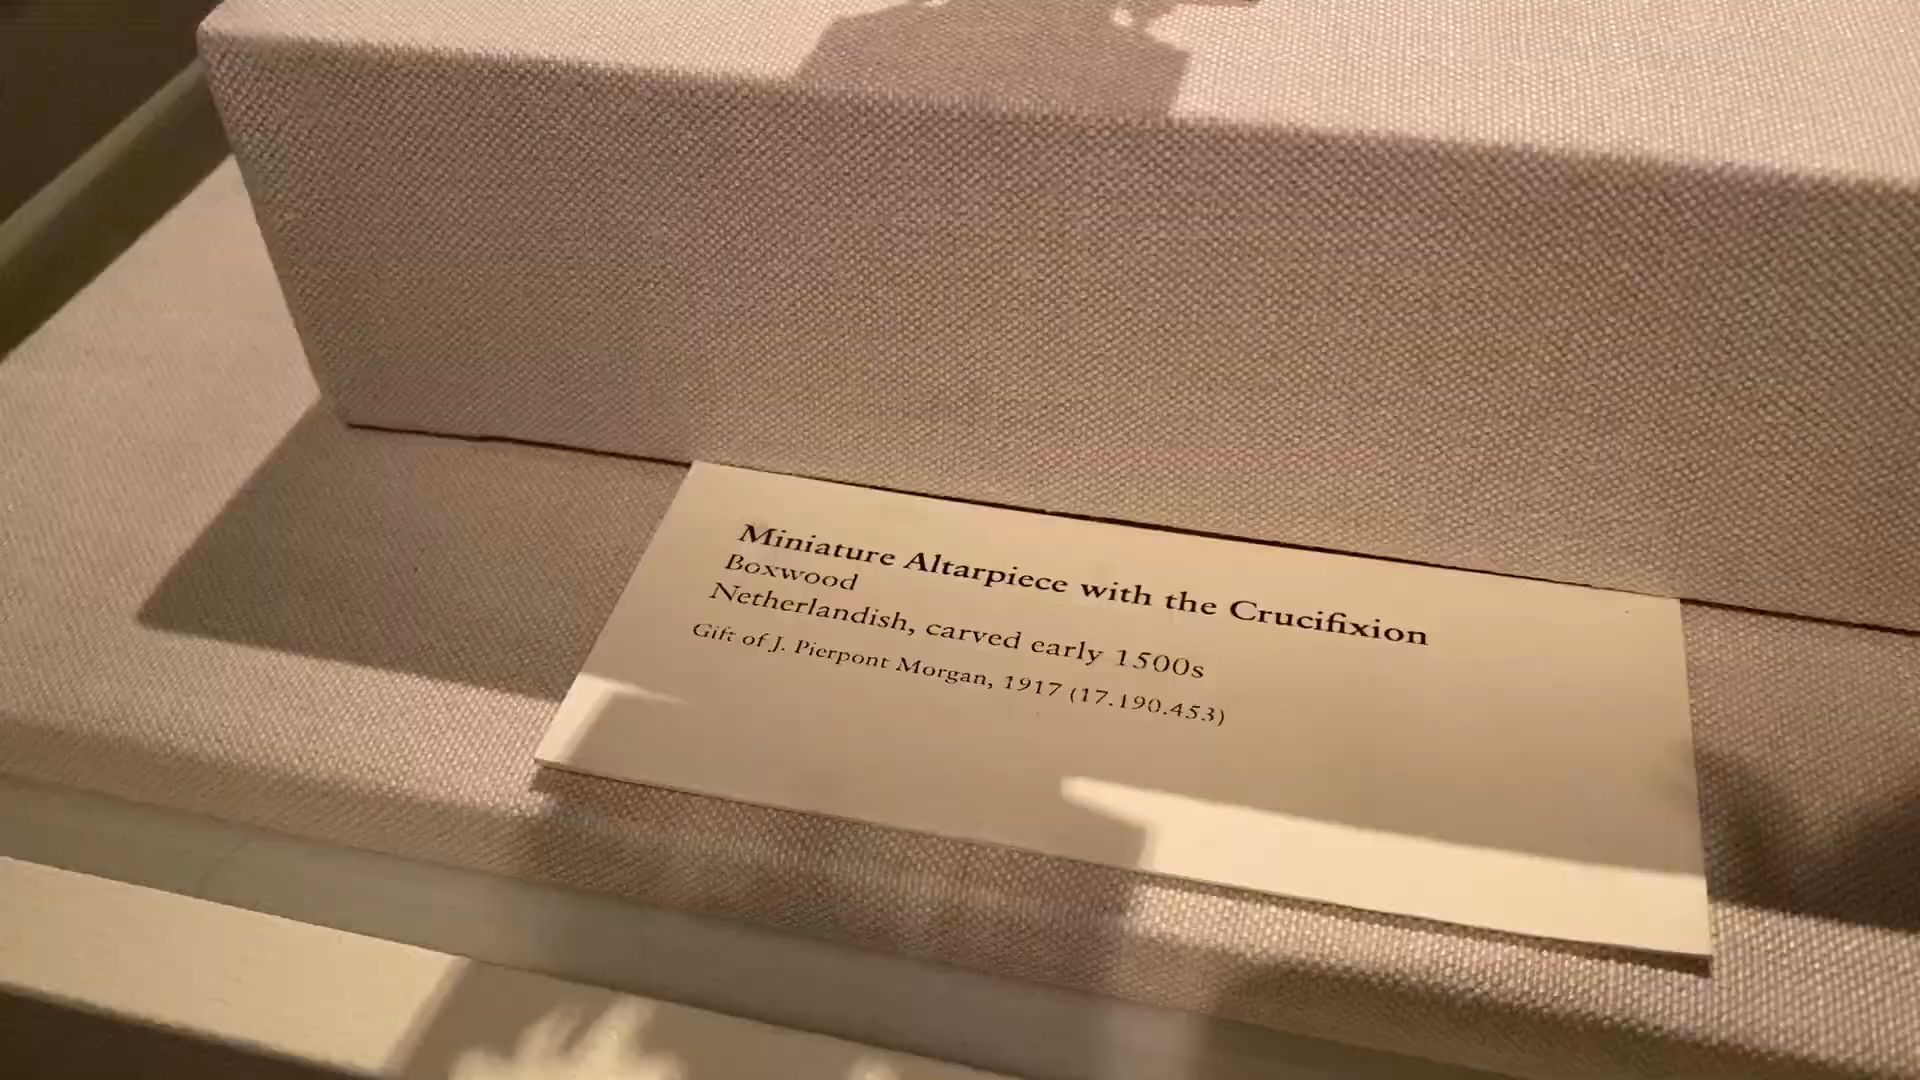 Miniature Altarpiece with the Crucifixion
Boxwood
Netherlandish, carved early 1500s
Gift of J. Pierpont Morgan, 1917 (17.190.453)